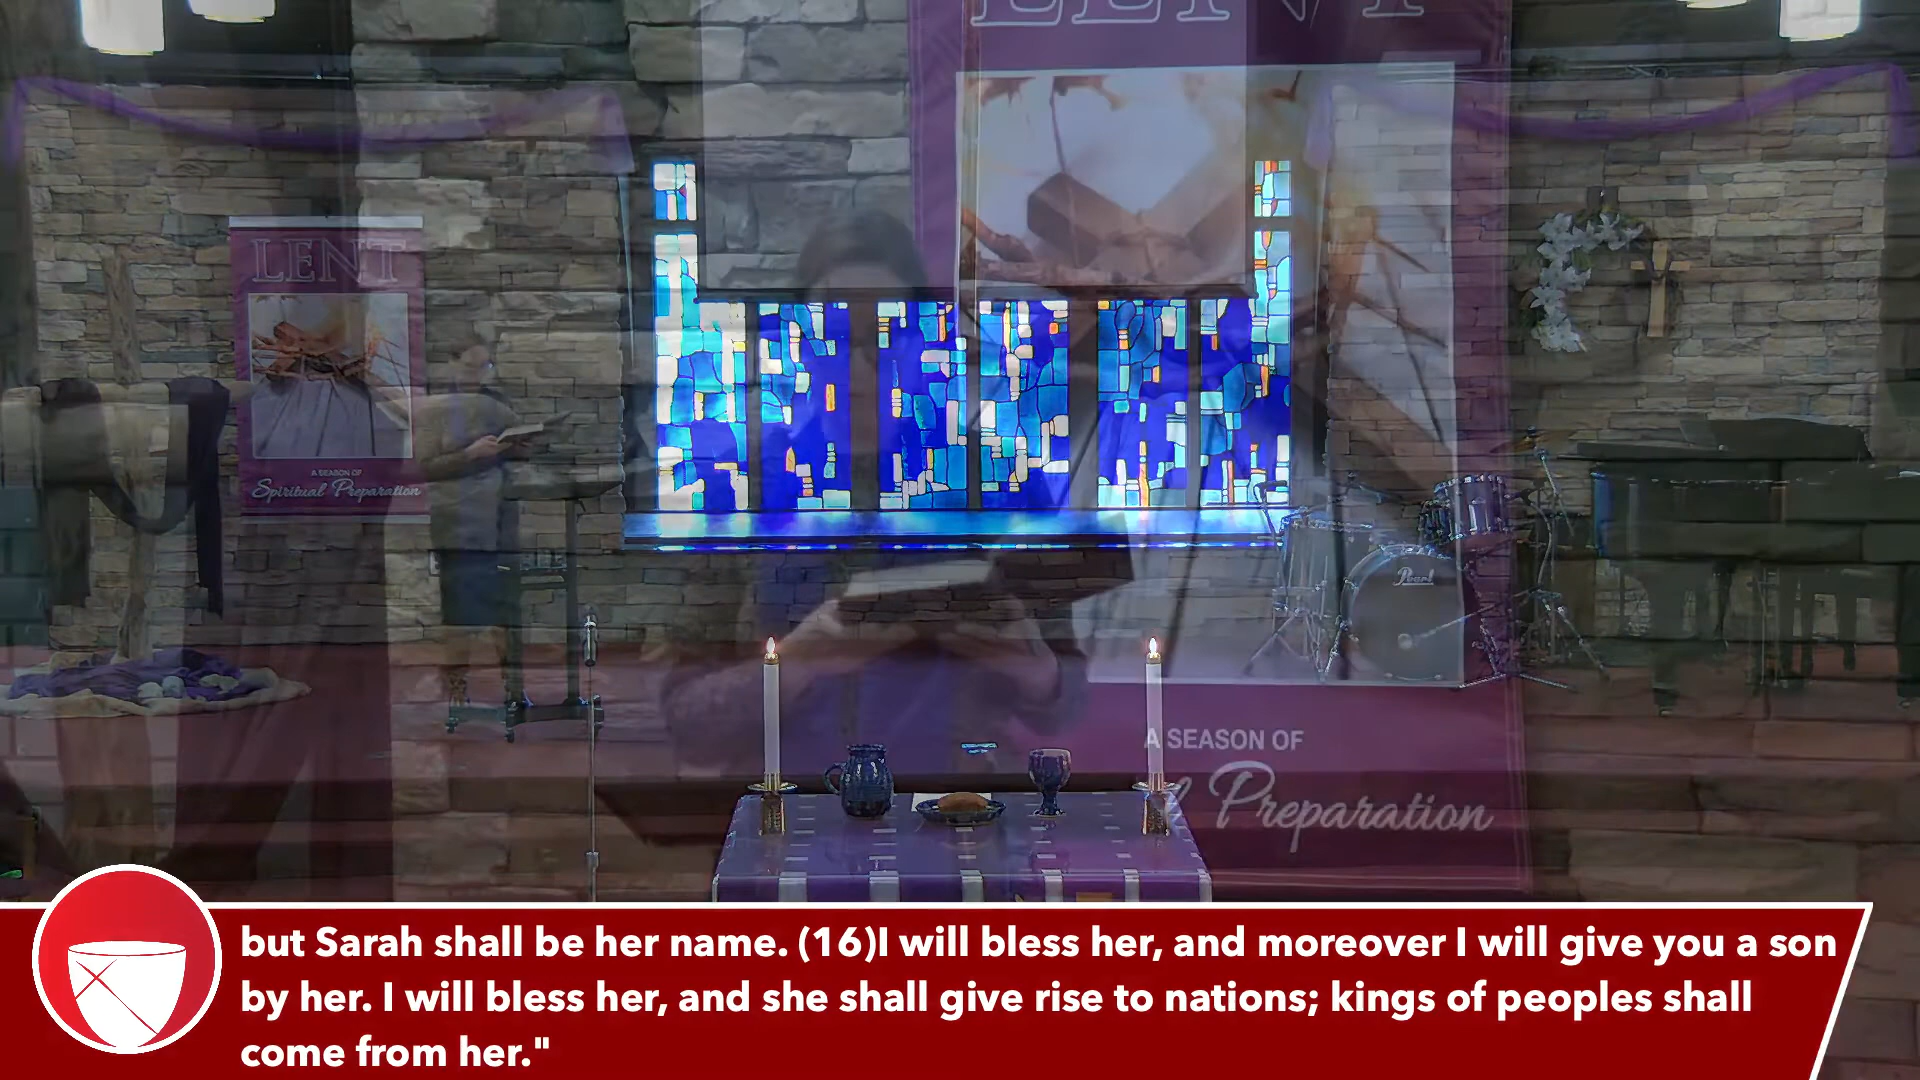 LENT
LENT
A SEASON OF
Spiritual Preparation
Pearl
A SEASON OF
l Preparation
but Sarah shall be her name. (16)I will bless her, and moreover I will give you a son
by her. I will bless her, and she shall give rise to nations; kings of peoples shall
come from her."